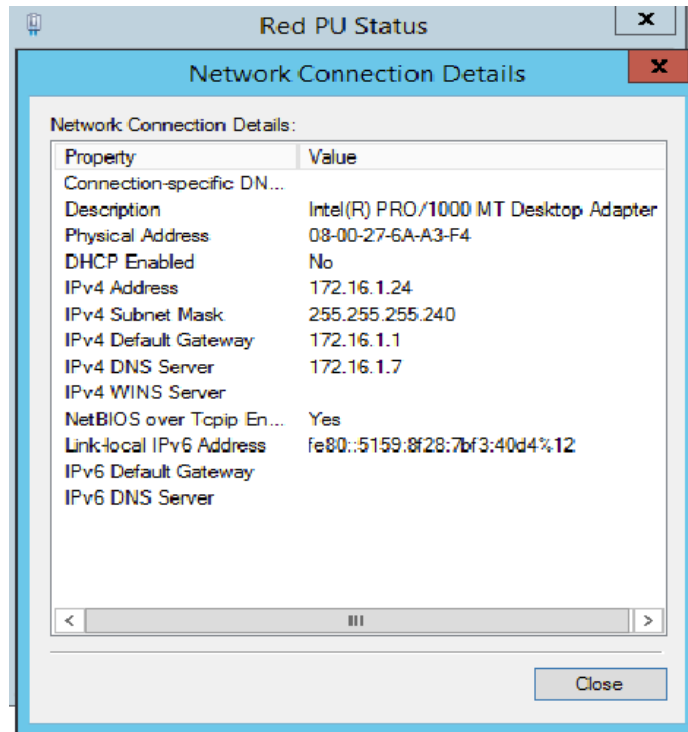 Red PU Status
Network Connection Details
Network Connection Details:
Property Value
Connection-specific DN...
Description Intel(R) PRO/1000 MT Desktop Adapter
Physical Address 08-00-27-6A-A3-F4
DHCP Enabled No
IPv4 Address 172.16.1.24
IPv4 Subnet Mask 255.255.255.240
IPv4 Default Gateway 172.16.1.1
IPv4 DNS Server 172.16.1.7
IPv4 WINS Server
NetBIOS over Tcpip En... Yes
Link-local IPv6 Address fe80::5159:8f28:7bf3:40d4%12
IPv6 Default Gateway
IPv6 DNS Server
Close